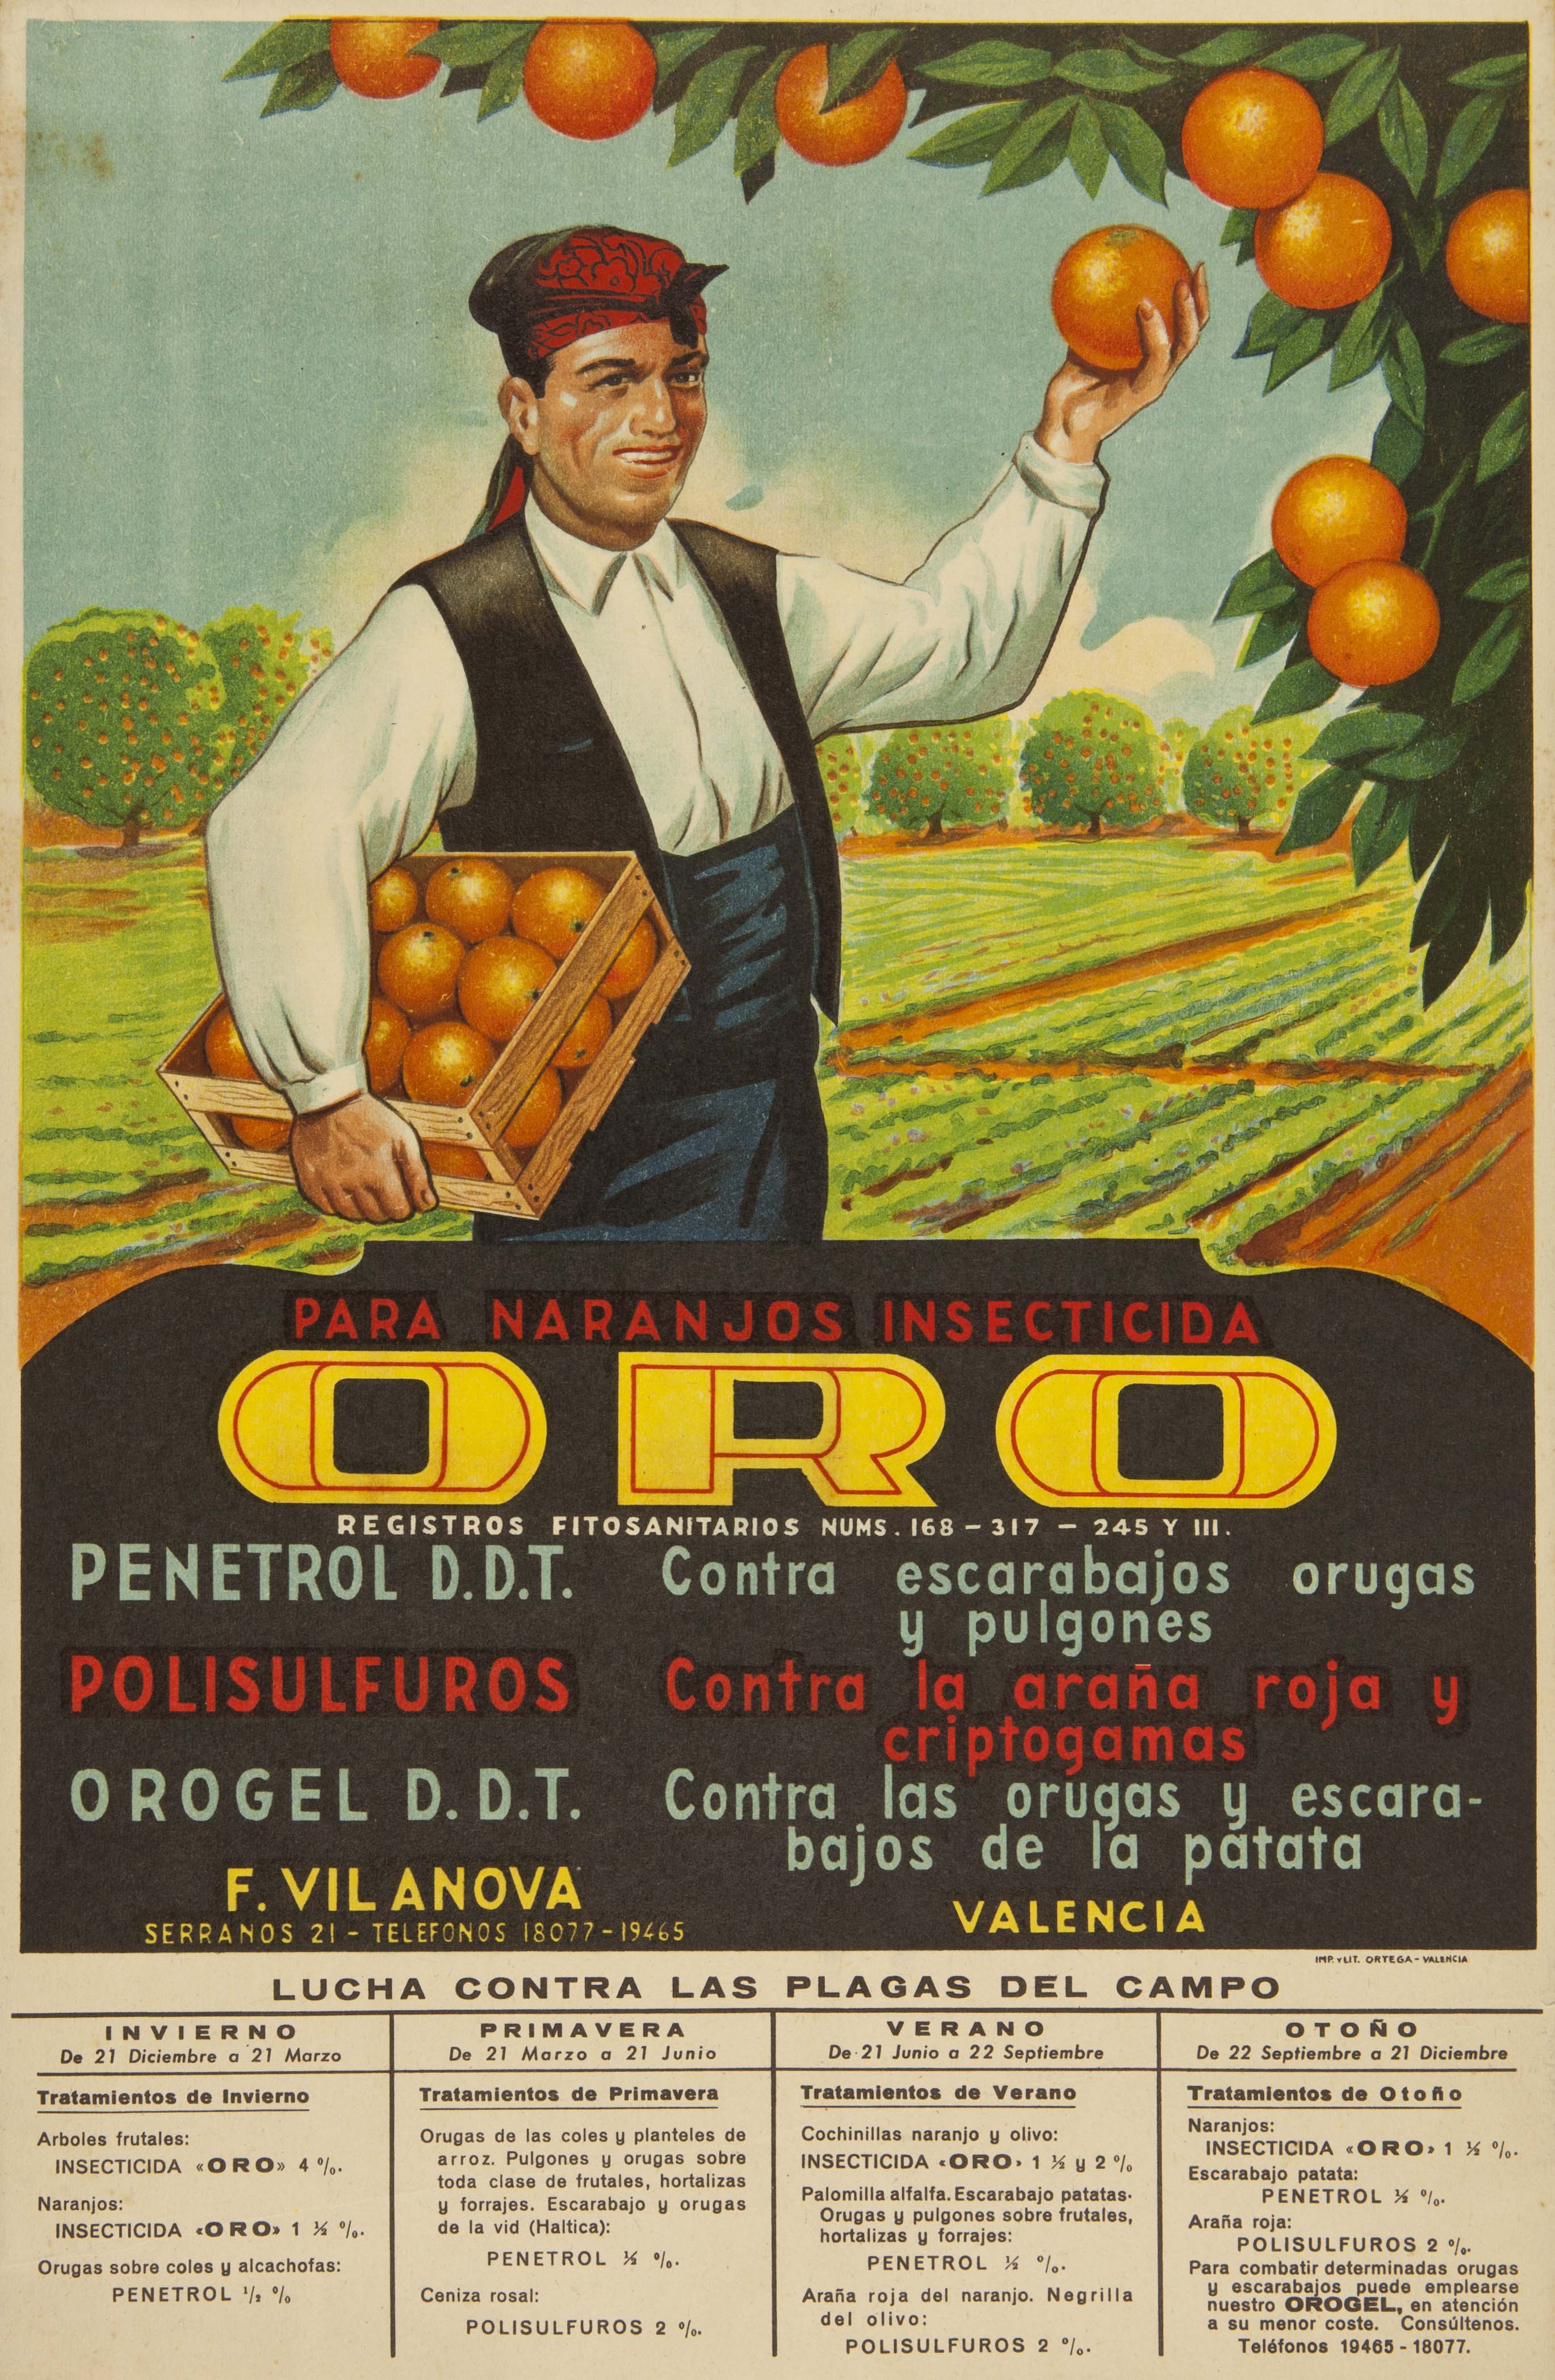 PARA NARANJOS INSECTICIDA
ORO
REGISTROS FITOSANITARIOS NUMS. 168 - 317 - 245 Y III.
PENETROL D.D.T. Contra escarabajos orugas
y pulgones
POLISULFUROS Contra la araña roja y
criptogamas
OROGEL D.D.T. Contra las orugas y escara-
bajos de la patata
F. VILANOVA
SERRANOS 21 - TELEFONOS 18077-19465
VALENCIA
IMP. Y LIT. ORTEGA - VALENCIA
LUCHA CONTRA LAS PLAGAS DEL CAMPO
INVIERNO
De 21 Diciembre a 21 Marzo
Tratamientos de Invierno
Arboles frutales:
INSECTICIDA «ORO» 4 %.
Naranjos:
INSECTICIDA «ORO» 1 ½ %.
Orugas sobre coles y alcachofas:
PENETROL 1/2 %
PRIMAVERA
De 21 Marzo a 21 Junio
Tratamientos de Primavera
Orugas de las coles y planteles de
arroz. Pulgones y orugas sobre
toda clase de frutales, hortalizas
y forrajes. Escarabajo y orugas
de la vid (Haltica):
PENETROL ½ %.
Ceniza rosal:
POLISULFUROS 2 %.
VERANO
De 21 Junio a 22 Septiembre
Tratamientos de Verano
Cochinillas naranjo y olivo:
INSECTICIDA «ORO» 1 ½ y 2 %
Palomilla alfalfa. Escarabajo patatas.
Orugas y pulgones sobre frutales,
hortalizas y forrajes:
PENETROL ½ %.
Araña roja del naranjo. Negrilla
del olivo:
POLISULFUROS 2 %.
OTOÑO
De 22 Septiembre a 21 Diciembre
Tratamientos de Otoño
Naranjos:
INSECTICIDA «ORO» 1 ½ %.
Escarabajo patata:
PENETROL ½ %.
Araña roja:
POLISULFUROS 2 %.
Para combatir determinadas orugas
y escarabajos puede emplearse
nuestro OROGEL, en atención
a su menor coste. Consúltenos.
Teléfonos 19465 - 18077.